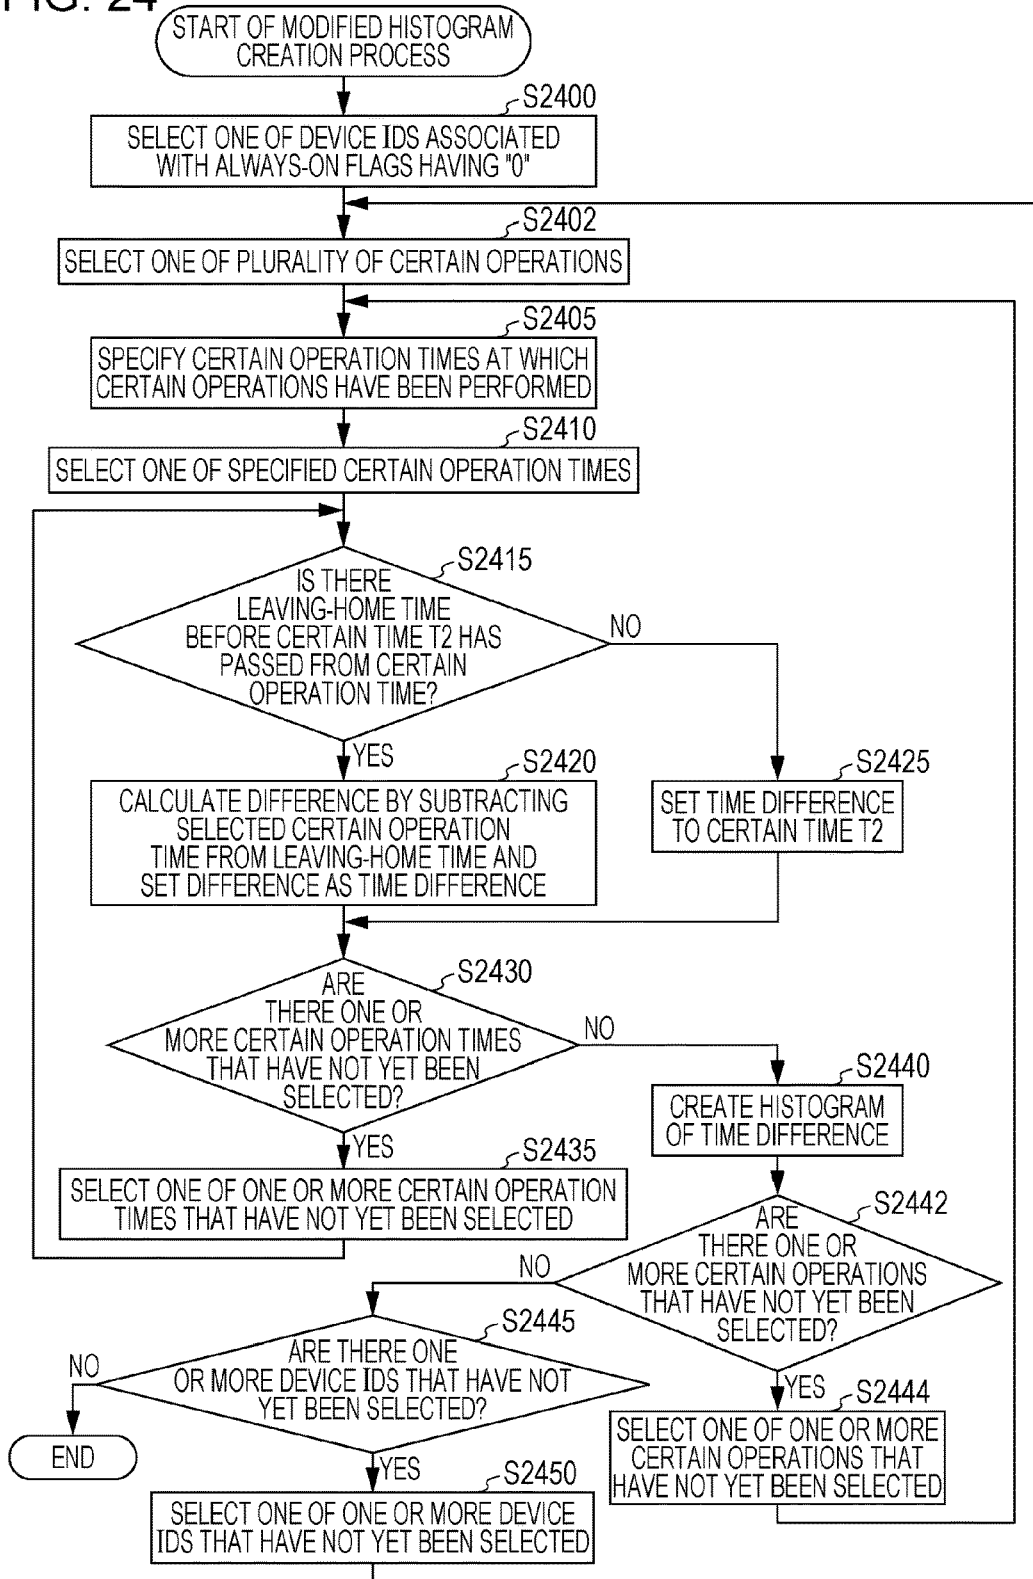 FIG. 24
START OF MODIFIED HISTOGRAM
CREATION PROCESS
S2400
SELECT ONE OF DEVICE IDS ASSOCIATED
WITH ALWAYS-ON FLAGS HAVING "0"
S2402
SELECT ONE OF PLURALITY OF CERTAIN OPERATIONS
S2405
SPECIFY CERTAIN OPERATION TIMES AT WHICH
CERTAIN OPERATIONS HAVE BEEN PERFORMED
S2410
SELECT ONE OF SPECIFIED CERTAIN OPERATION TIMES
S2415
IS THERE
LEAVING-HOME TIME
BEFORE CERTAIN TIME T2 HAS
PASSED FROM CERTAIN
OPERATION TIME?
NO
YES
S2420
CALCULATE DIFFERENCE BY SUBTRACTING
SELECTED CERTAIN OPERATION
TIME FROM LEAVING-HOME TIME AND
SET DIFFERENCE AS TIME DIFFERENCE
S2425
SET TIME DIFFERENCE
TO CERTAIN TIME T2
S2430
ARE
THERE ONE OR
MORE CERTAIN OPERATION TIMES
THAT HAVE NOT YET BEEN
SELECTED?
NO
YES
S2435
SELECT ONE OF ONE OR MORE CERTAIN OPERATION
TIMES THAT HAVE NOT YET BEEN SELECTED
S2440
CREATE HISTOGRAM
OF TIME DIFFERENCE
S2442
ARE
THERE ONE OR
MORE CERTAIN OPERATIONS
THAT HAVE NOT YET BEEN
SELECTED?
NO
YES
S2444
SELECT ONE OF ONE OR MORE
CERTAIN OPERATIONS THAT
HAVE NOT YET BEEN SELECTED
S2445
ARE THERE ONE
OR MORE DEVICE IDS THAT HAVE NOT
YET BEEN SELECTED?
NO
END
YES
S2450
SELECT ONE OF ONE OR MORE DEVICE
IDS THAT HAVE NOT YET BEEN SELECTED